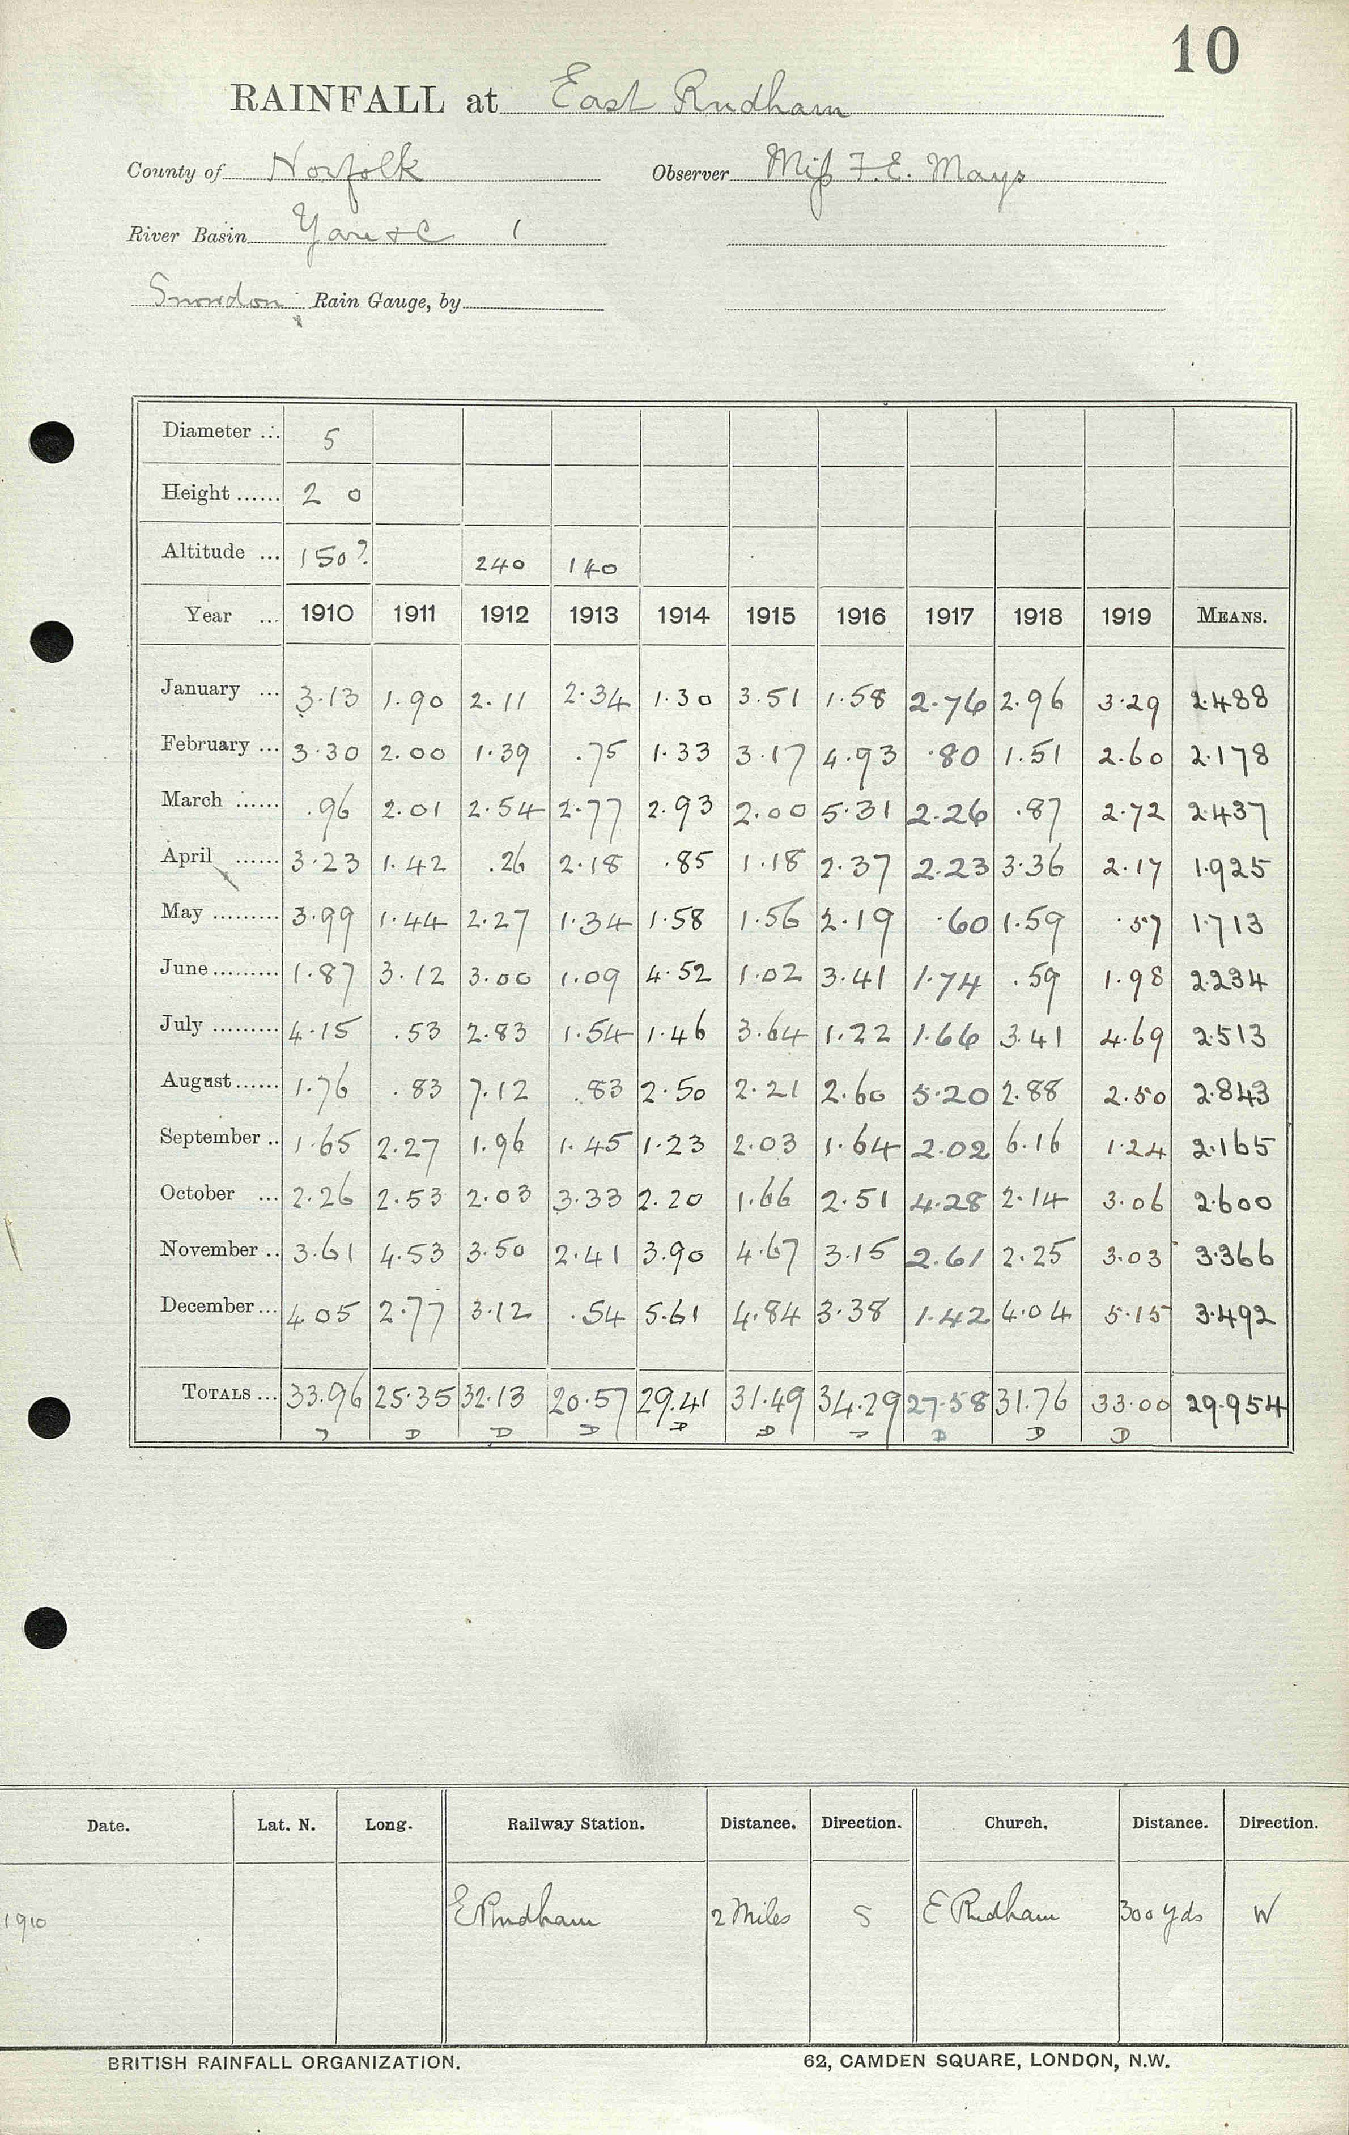 10
RAINFALL at East Rudham
County of Norfolk Observer Miss F.E. Mays
River Basin Yare &c 1
Snowdon Rain Gauge, by
Diameter ... 5
Height ...... 2 0
Altitude ... 150? 240 140
Year ... 1910 1911 1912 1913 1914 1915 1916 1917 1918 1919 MEANS.
January ... 3.13 1.90 2.11 2.34 1.30 3.51 1.58 2.76 2.96 3.29 2.488
February ... 3.30 2.00 1.39 .75 1.33 3.17 4.93 .80 1.51 2.60 2.178
March ...... .96 2.01 2.54 2.77 2.93 2.00 5.31 2.26 .87 2.72 2.437
April ...... 3.23 1.42 .26 2.18 .85 1.18 2.37 2.23 3.36 2.17 1.925
May ......... 3.99 1.44 2.27 1.34 1.58 1.56 2.19 .60 1.59 .57 1.713
June ......... 1.87 3.12 3.00 1.09 4.52 1.02 3.41 1.74 .59 1.98 2.234
July ......... 4.15 .53 2.83 1.54 1.46 3.64 1.22 1.66 3.41 4.69 2.513
August ...... 1.76 .83 7.12 .83 2.50 2.21 2.60 5.20 2.88 2.50 2.843
September .. 1.65 2.27 1.96 1.45 1.23 2.03 1.64 2.02 6.16 1.24 2.165
October ... 2.26 2.53 2.03 3.33 2.20 1.66 2.51 4.28 2.14 3.06 2.600
November .. 3.61 4.53 3.50 2.41 3.90 4.67 3.15 2.61 2.25 3.03 3.366
December ... 4.05 2.77 3.12 .54 5.61 4.84 3.38 1.42 4.04 5.15 3.492
TOTALS ... 33.96 25.35 32.13 20.57 29.41 31.49 34.29 27.58 31.76 33.00 29.954
D D D D D D D D
Date. Lat. N. Long. Railway Station. Distance. Direction. Church. Distance. Direction.
1910 E Rudham 2 Miles S E Rudham 300 yds W
BRITISH RAINFALL ORGANIZATION. 62, CAMDEN SQUARE, LONDON, N.W.